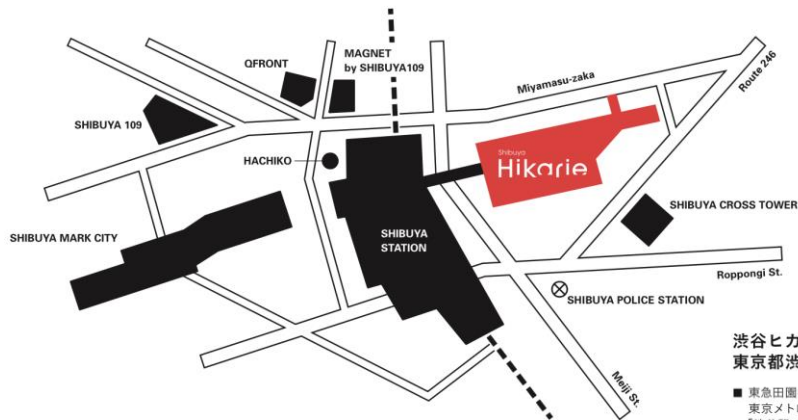 MAGNET
by SHIBUYA109
QFRONT
Miyamasu-zaka
Route 246
SHIBUYA 109
HACHIKO
Shibuya
Hikarie
SHIBUYA CROSS TOWER
SHIBUYA MARK CITY
SHIBUYA
STATION
Roppongi St.
SHIBUYA POLICE STATION
Meiji St.
渋谷ヒカ
東京都渋
■ 東急田園
東京メトロ